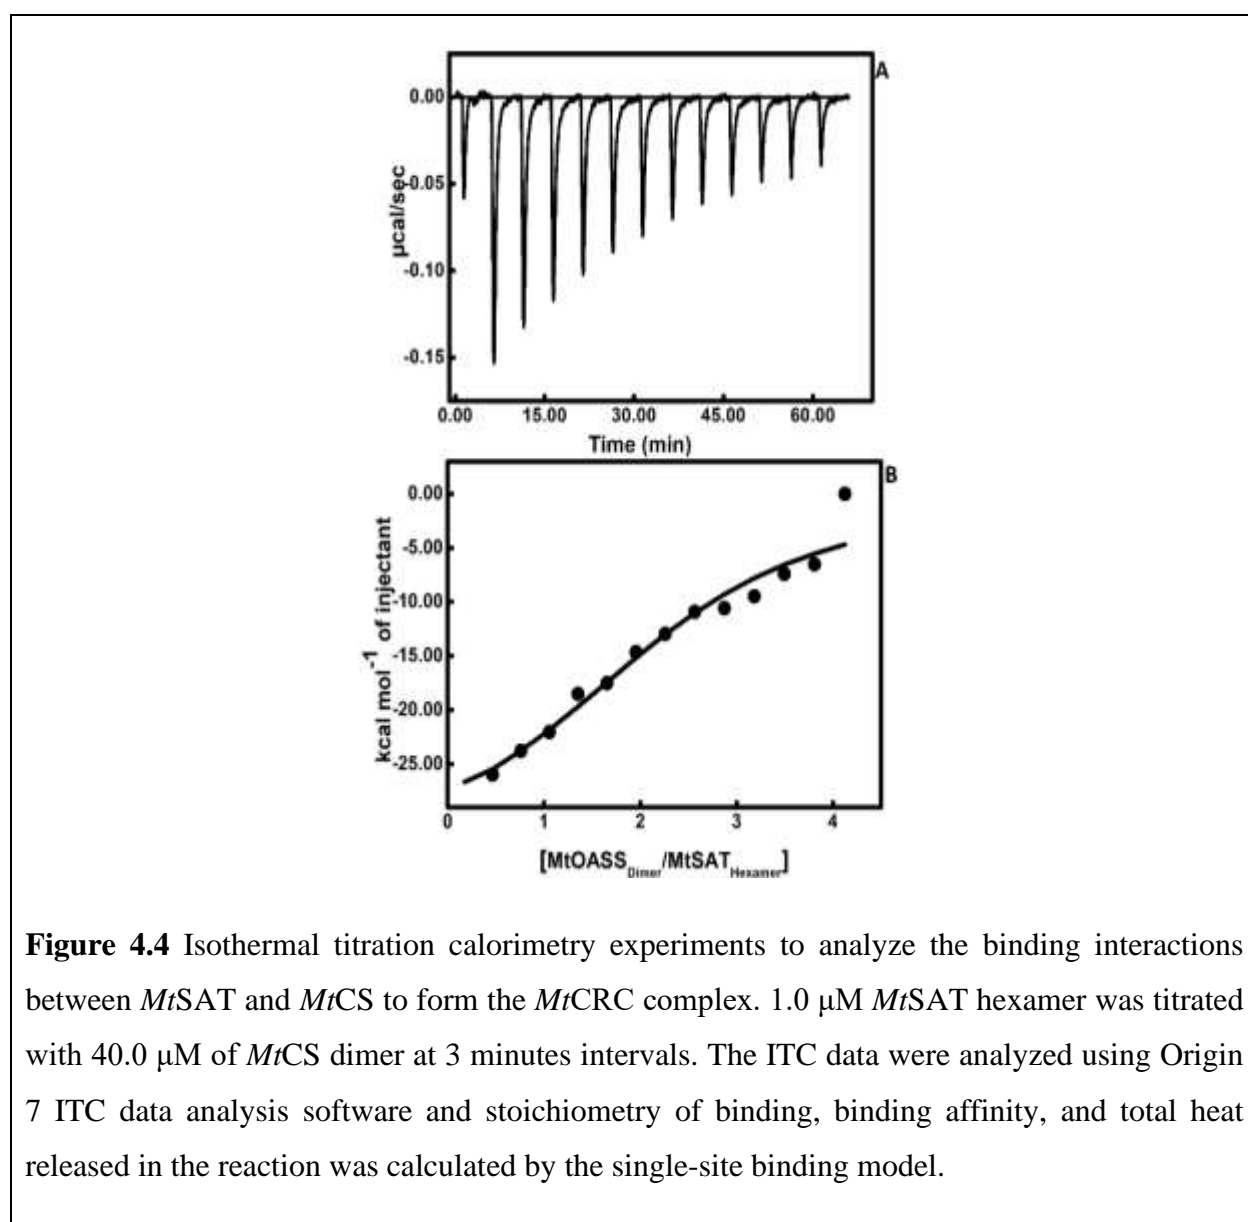 A
0.00
-0.05
-0.10
-0.15
µcal/sec
0.00 15.00 30.00 45.00 60.00
Time (min)
B
0.00
-5.00
-10.00
-15.00
-20.00
-25.00
kcal mol⁻¹ of injectant
0 1 2 3 4
[MtOASS Dimer/MtSAT Hexamer]
Figure 4.4 Isothermal titration calorimetry experiments to analyze the binding interactions
between MtSAT and MtCS to form the MtCRC complex. 1.0 μM MtSAT hexamer was titrated
with 40.0 μM of MtCS dimer at 3 minutes intervals. The ITC data were analyzed using Origin
7 ITC data analysis software and stoichiometry of binding, binding affinity, and total heat
released in the reaction was calculated by the single-site binding model.